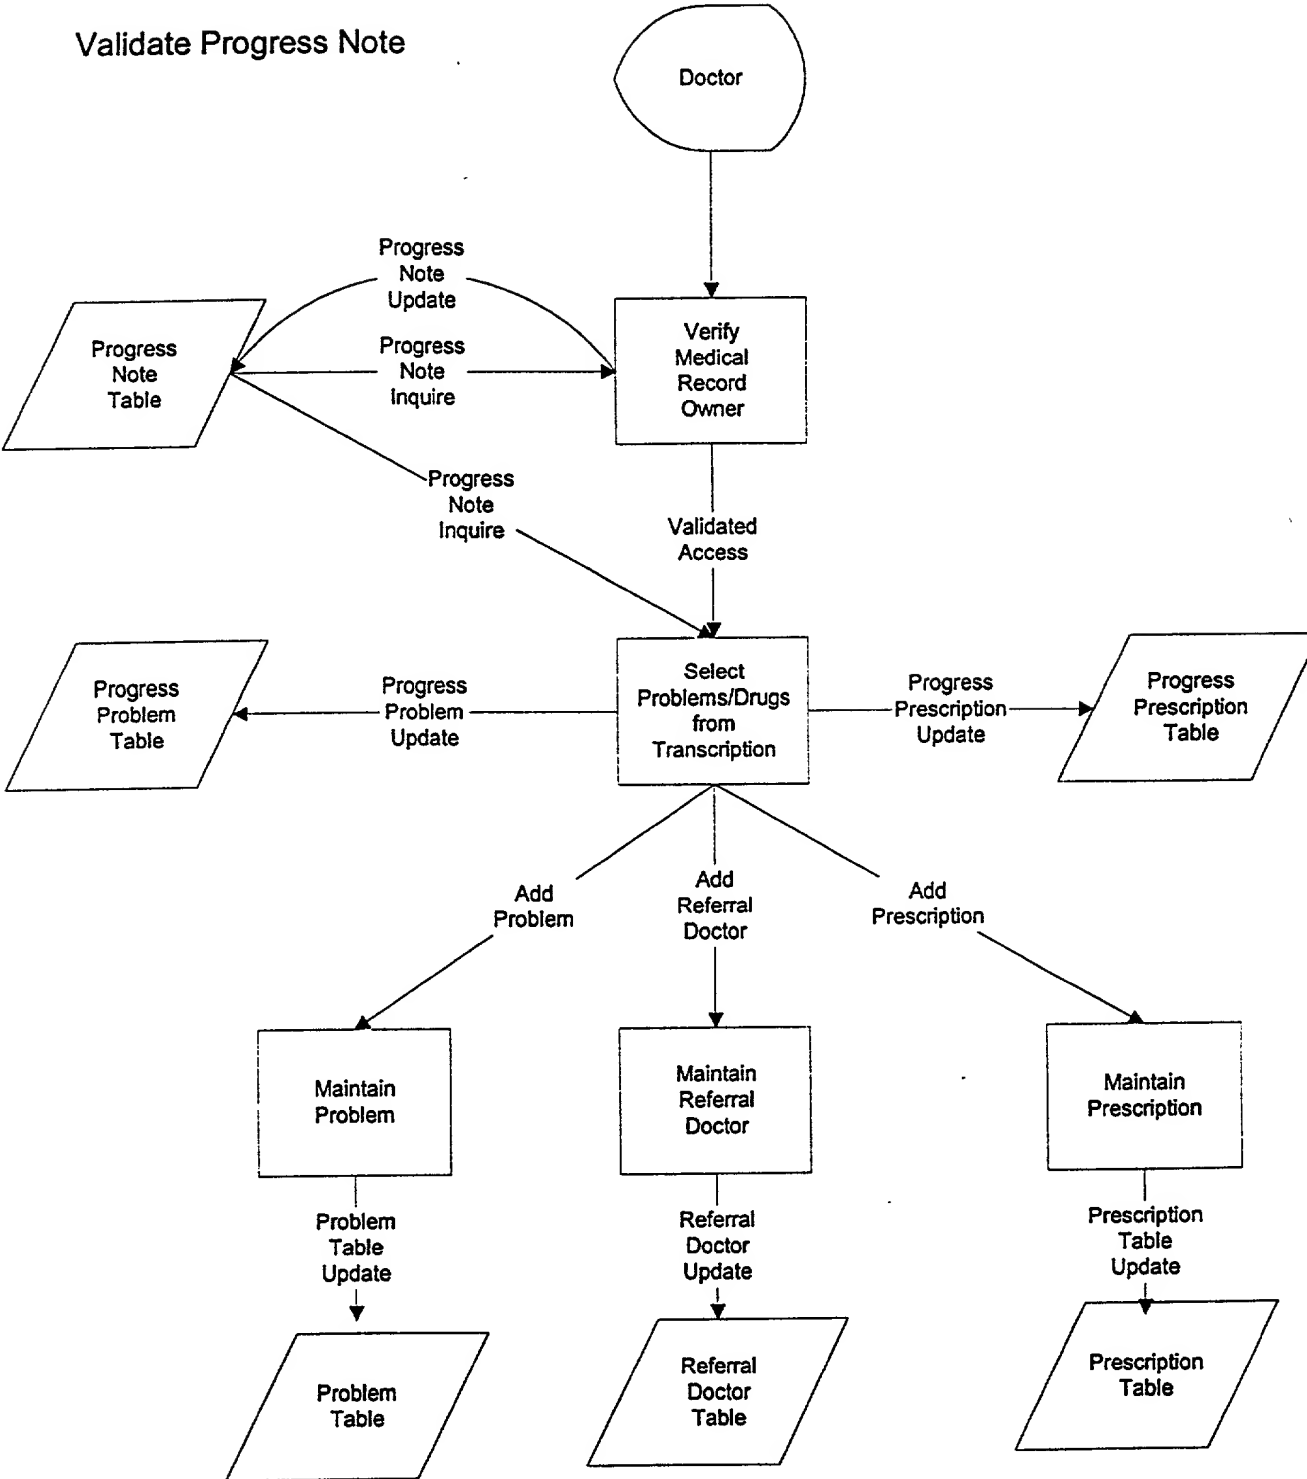 Validate Progress Note
Doctor
Progress
Note
Update
Progress
Note
Table
Progress
Note
Inquire
Verify
Medical
Record
Owner
Progress
Note
Inquire
Validated
Access
Progress
Problem
Table
Progress
Problem
Update
Select
Problems/Drugs
from
Transcription
Progress
Prescription
Update
Progress
Prescription
Table
Add
Problem
Add
Referral
Doctor
Add
Prescription
Maintain
Problem
Maintain
Referral
Doctor
Maintain
Prescription
Problem
Table
Update
Referral
Doctor
Update
Prescription
Table
Update
Problem
Table
Referral
Doctor
Table
Prescription
Table